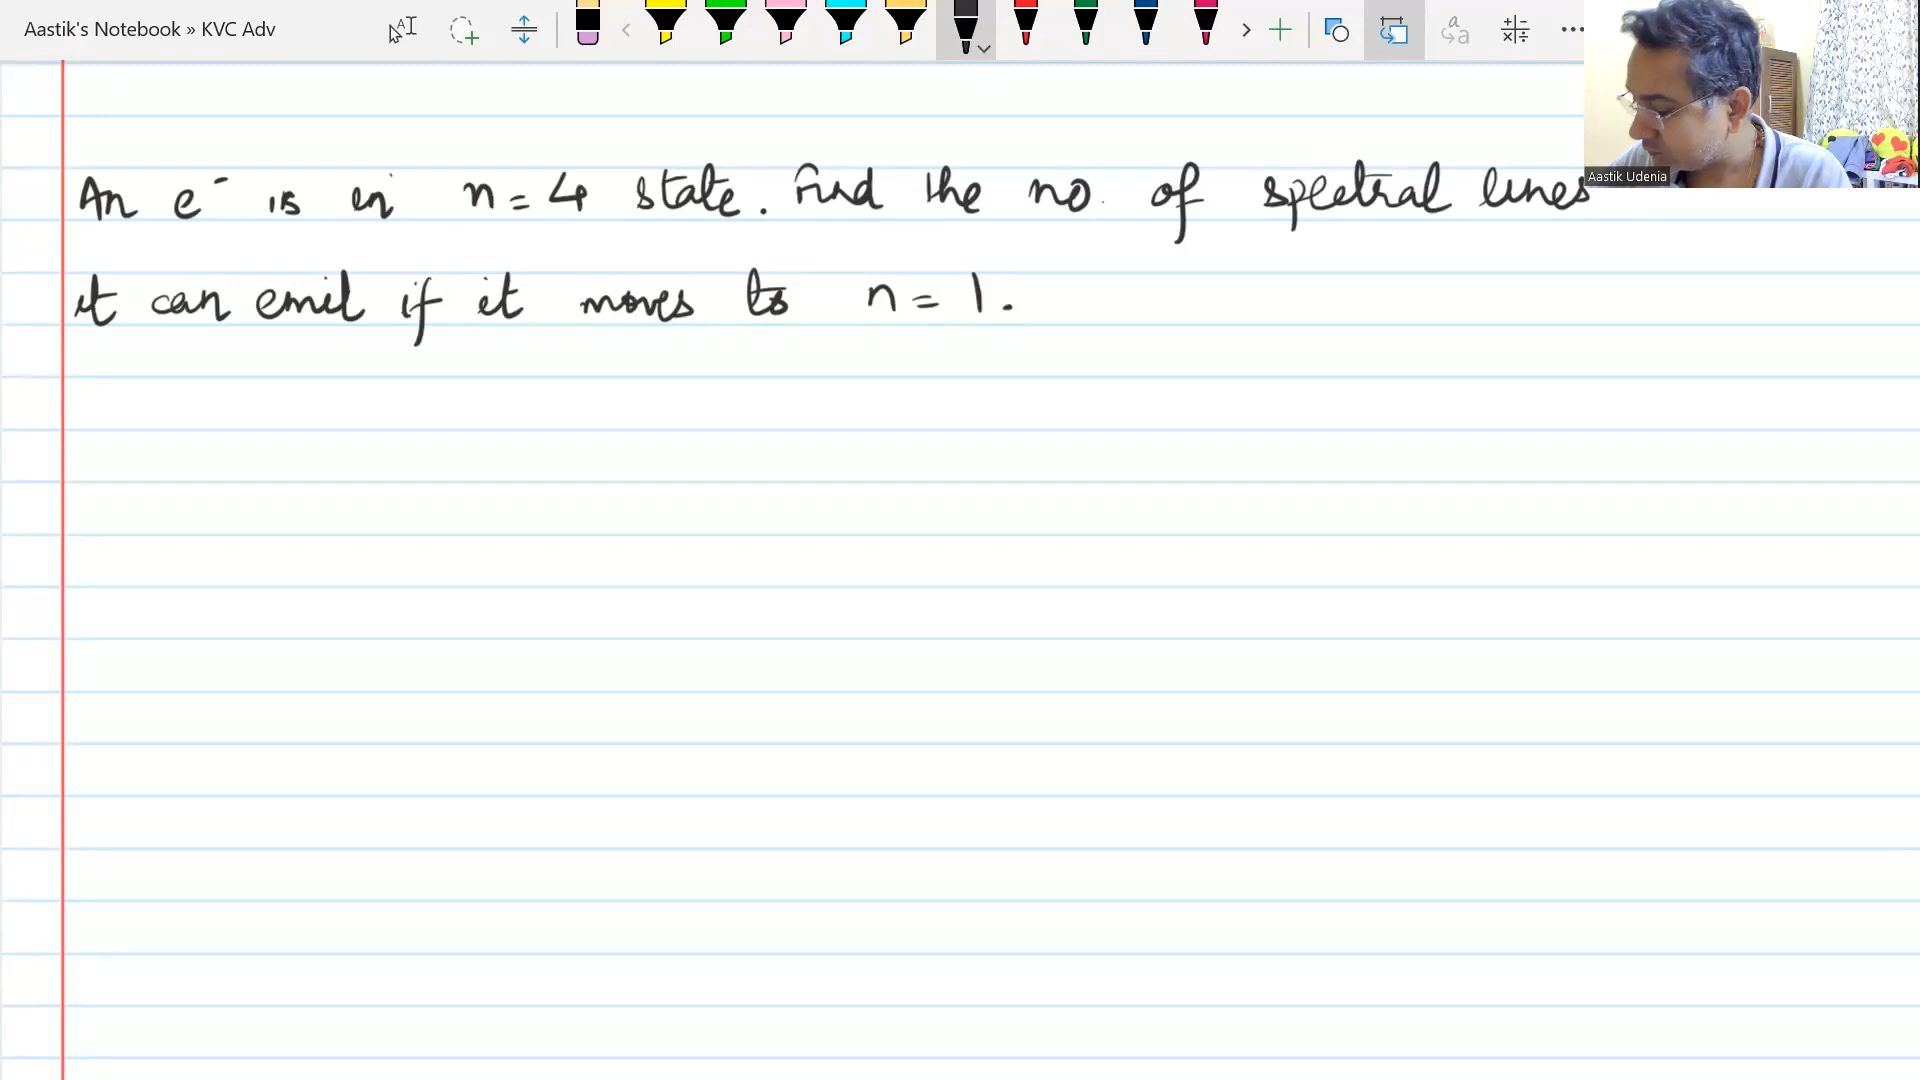 Aastik's Notebook » KVC Adv
Aastik Udenia
An e⁻ is in n = 4 state. Find the no. of spectral lines
it can emit if it moves to n = 1.